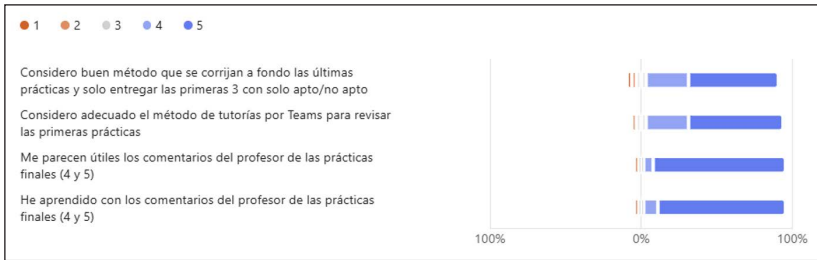 1 2 3 4 5
Considero buen método que se corrijan a fondo las últimas
prácticas y solo entregar las primeras 3 con solo apto/no apto
Considero adecuado el método de tutorías por Teams para revisar
las primeras prácticas
Me parecen útiles los comentarios del profesor de las prácticas
finales (4 y 5)
He aprendido con los comentarios del profesor de las prácticas
finales (4 y 5)
100% 0% 100%